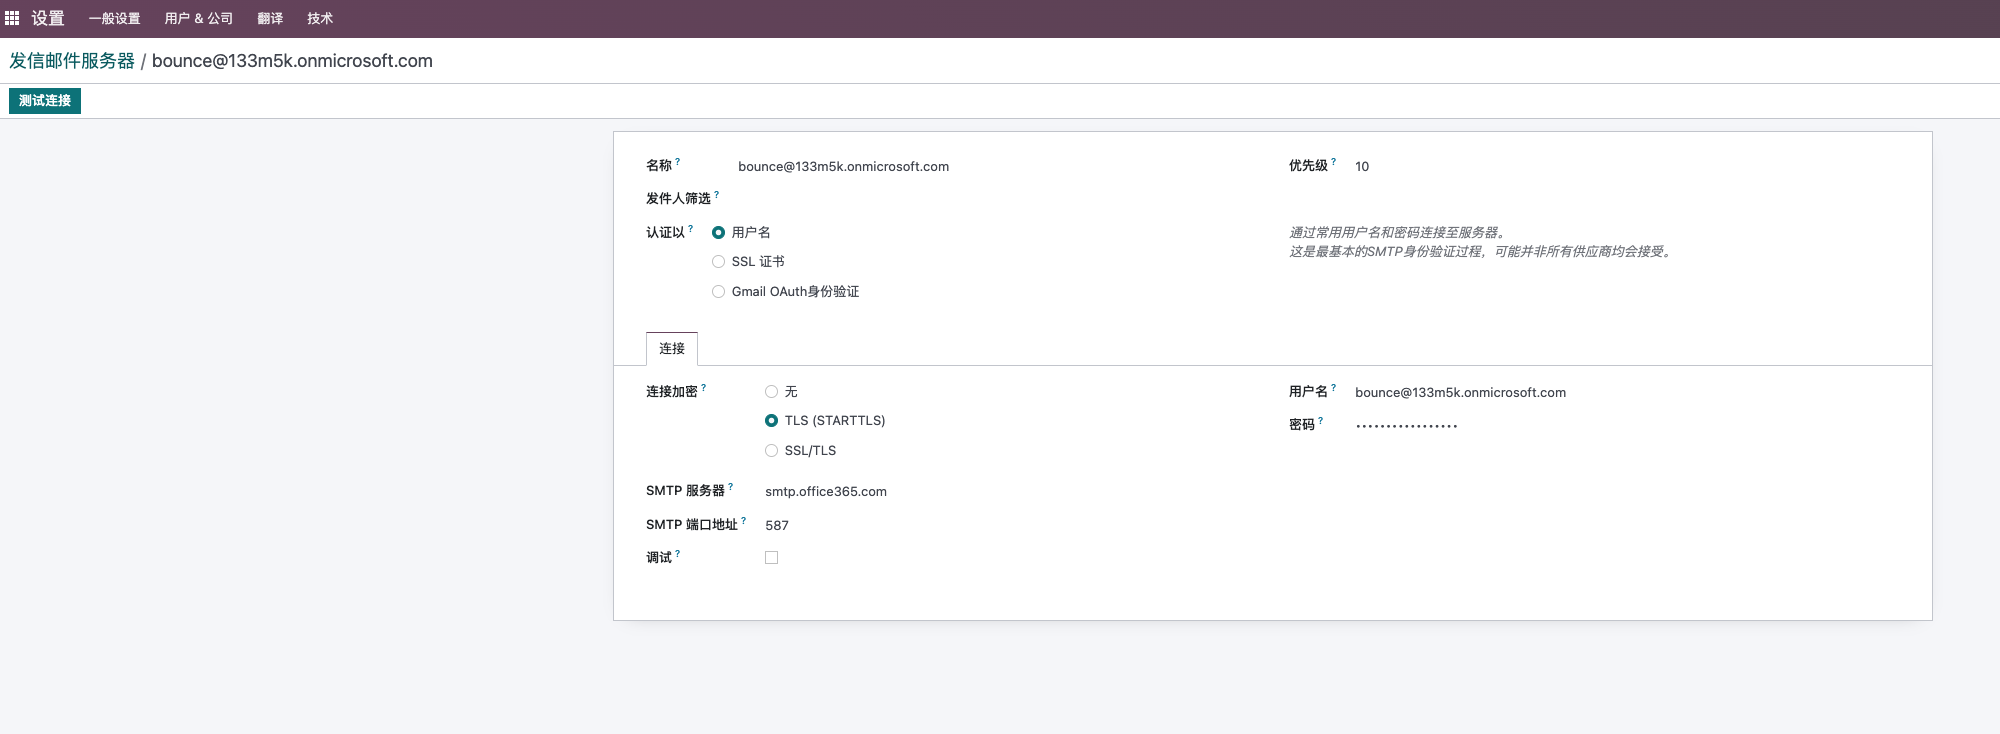 设置 一般设置 用户 & 公司 翻译 技术
发信邮件服务器 / bounce@133m5k.onmicrosoft.com
测试连接
名称 ? bounce@133m5k.onmicrosoft.com 优先级 ? 10
发件人筛选 ?
认证以 ? 用户名 通过常用用户名和密码连接至服务器。
这是最基本的SMTP身份验证过程，可能并非所有供应商均会接受。
SSL 证书
Gmail OAuth身份验证
连接
连接加密 ? 无 用户名 ? bounce@133m5k.onmicrosoft.com
TLS (STARTTLS) 密码 ? •••••••••••••••••
SSL/TLS
SMTP 服务器 ? smtp.office365.com
SMTP 端口地址 ? 587
调试 ?